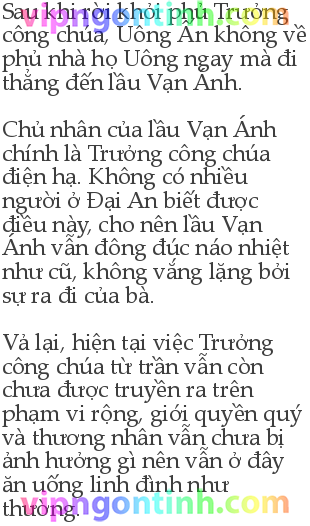 Sau khi rời khỏi phủ Trưởng
vipngontinh.com
công chúa, Uông Ấn không về
phủ nhà họ Uông ngay mà đi
thẳng đến lầu Vạn Ánh.
Chủ nhân của lầu Vạn Ánh
chính là Trưởng công chúa
điện hạ. Không có nhiều
người ở Đại An biết được
điều này, cho nên lầu Vạn
Ánh vẫn đông đúc náo nhiệt
như cũ, không vắng lặng bởi
sự ra đi của bà.
vipngontinh.com
Vả lại, hiện tại việc Trưởng
công chúa từ trần vẫn còn
chưa được truyền ra trên
phạm vi rộng, giới quyền quý
và thương nhân vẫn chưa bị
ảnh hưởng gì nên vẫn ở đây
ăn uống linh đình như
thường.
vipngontinh.com